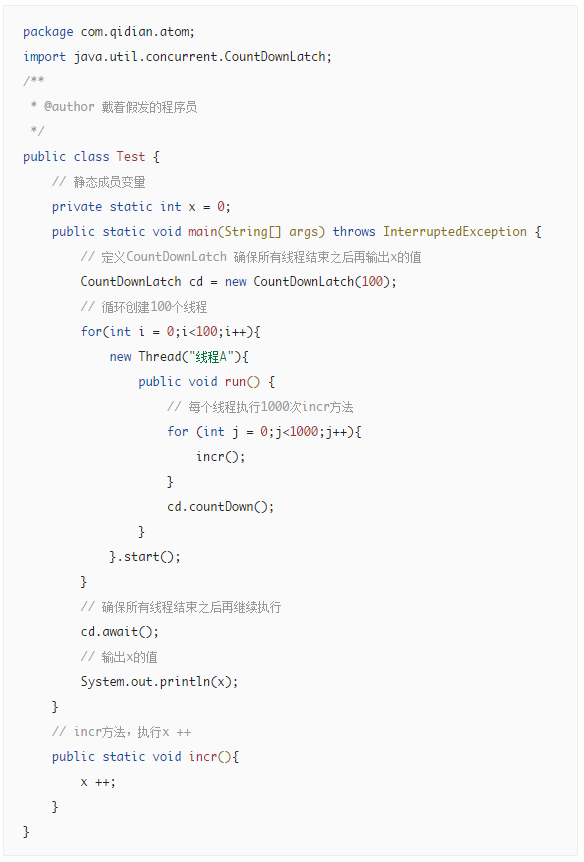 package com.qidian.atom;
import java.util.concurrent.CountDownLatch;
/**
 * @author 戴着假发的程序员
 */
public class Test {
    // 静态成员变量
    private static int x = 0;
    public static void main(String[] args) throws InterruptedException {
        // 定义CountDownLatch 确保所有线程结束之后再输出x的值
        CountDownLatch cd = new CountDownLatch(100);
        // 循环创建100个线程
        for(int i = 0;i<100;i++){
            new Thread("线程A"){
                public void run() {
                    // 每个线程执行1000次incr方法
                    for (int j = 0;j<1000;j++){
                        incr();
                    }
                    cd.countDown();
                }
            }.start();
        }
        // 确保所有线程结束之后再继续执行
        cd.await();
        // 输出x的值
        System.out.println(x);
    }
    // incr方法，执行x ++
    public static void incr(){
        x ++;
    }
}